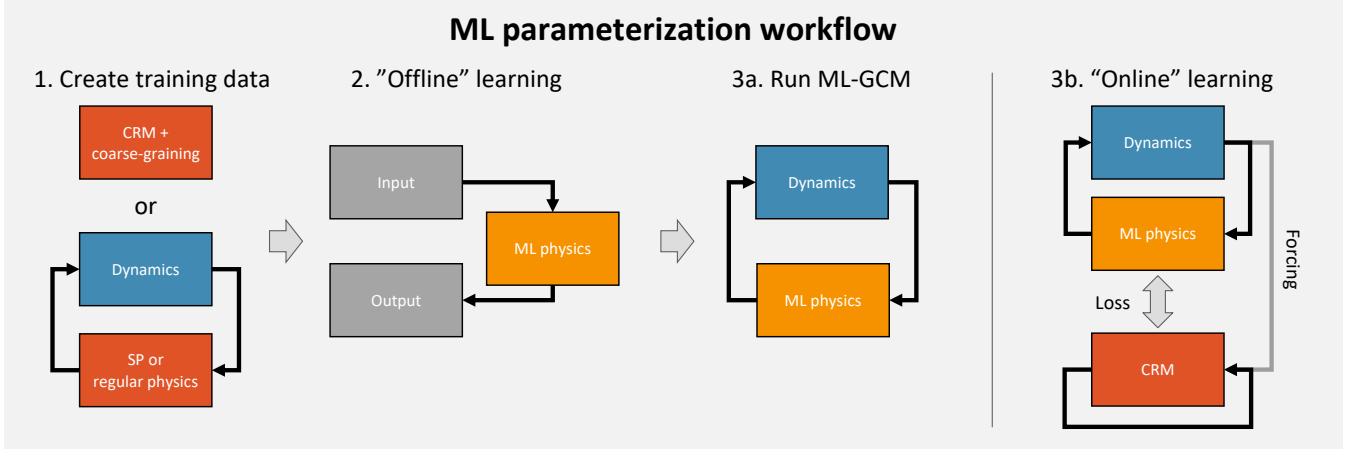 ML parameterization workflow
1. Create training data
CRM +
coarse-graining
or
Dynamics
SP or
regular physics
2. ”Offline” learning
Input
ML physics
Output
3a. Run ML-GCM
Dynamics
ML physics
3b. “Online” learning
Dynamics
ML physics
Loss
CRM
Forcing